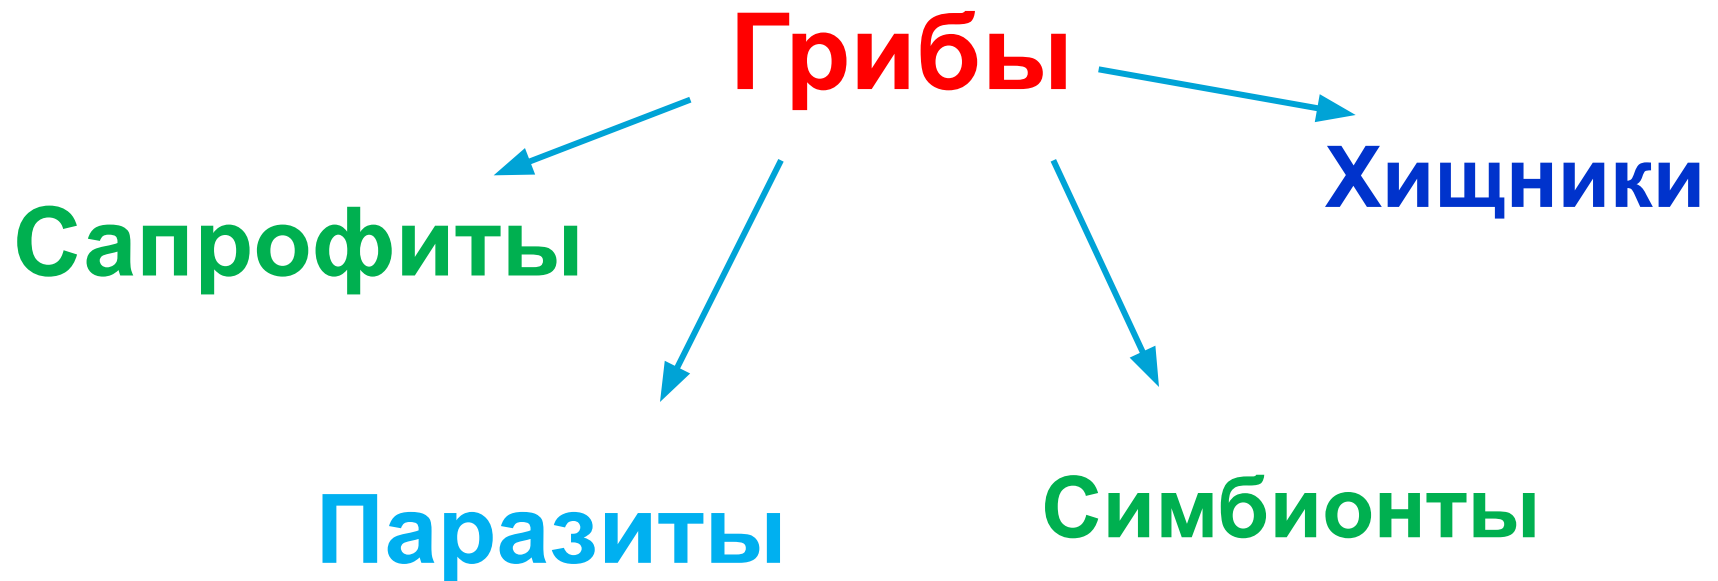 Грибы
Хищники
Сапрофиты
Паразиты
Симбионты